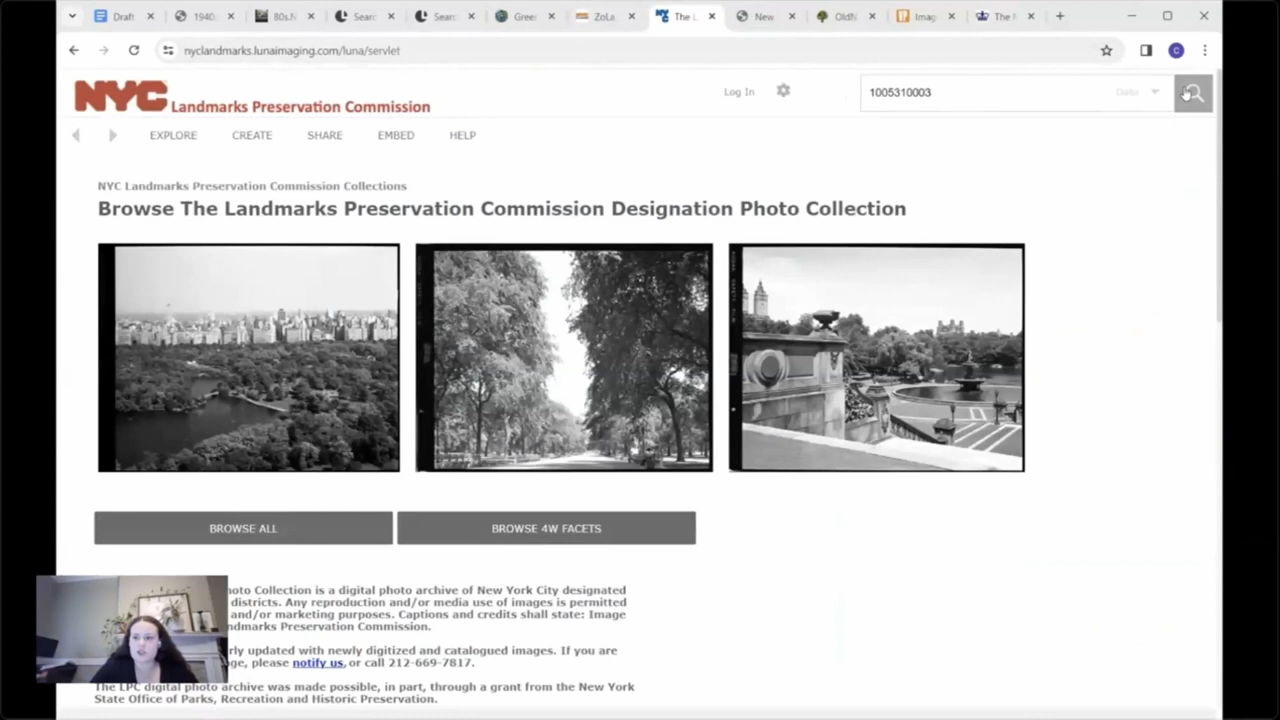 Draft
1940
80s.N
Searc
Searc
Green
ZoLa
The L
New
OldN
Imag
The N
nyclandmarks.lunaimaging.com/luna/servlet
C
NYC Landmarks Preservation Commission
Log In
1005310003
Data
EXPLORE
CREATE
SHARE
EMBED
HELP
NYC Landmarks Preservation Commission Collections
Browse The Landmarks Preservation Commission Designation Photo Collection
BROWSE ALL
BROWSE 4W FACETS
hoto Collection is a digital photo archive of New York City designated
districts. Any reproduction and/or media use of images is permitted
and/or marketing purposes. Captions and credits shall state: Image
ndmarks Preservation Commission.
rly updated with newly digitized and catalogued images. If you are
ge, please notify us, or call 212-669-7817.
The LPC digital photo archive was made possible, in part, through a grant from the New York
State Office of Parks, Recreation and Historic Preservation.